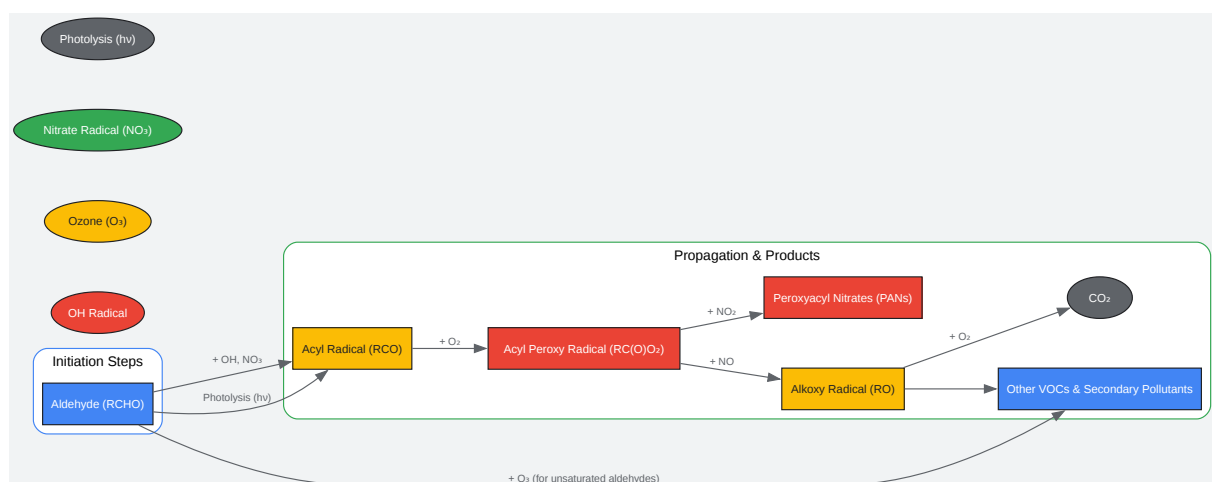 Photolysis (hν)
Nitrate Radical (NO₃)
Ozone (O₃)
OH Radical
Initiation Steps
Aldehyde (RCHO)
+ OH, NO₃
Photolysis (hν)
Propagation & Products
Acyl Radical (RCO)
+ O₂
Acyl Peroxy Radical (RC(O)O₂)
+ NO₂
Peroxyacyl Nitrates (PANs)
+ NO
Alkoxy Radical (RO)
+ O₂
CO₂
Other VOCs & Secondary Pollutants
+ O₃ (for unsaturated aldehydes)